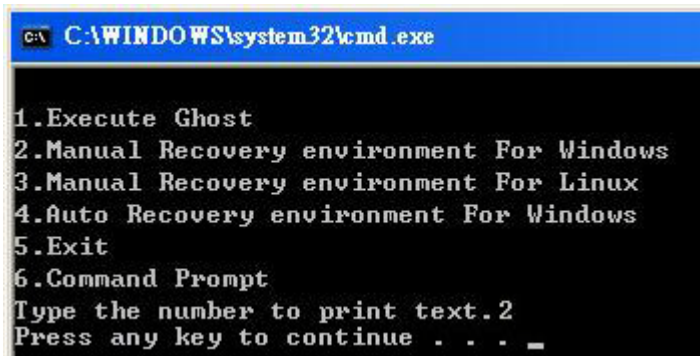 C:\WINDOWS\system32\cmd.exe
1.Execute Ghost
2.Manual Recovery environment For Windows
3.Manual Recovery environment For Linux
4.Auto Recovery environment For Windows
5.Exit
6.Command Prompt
Type the number to print text.2
Press any key to continue . . . _